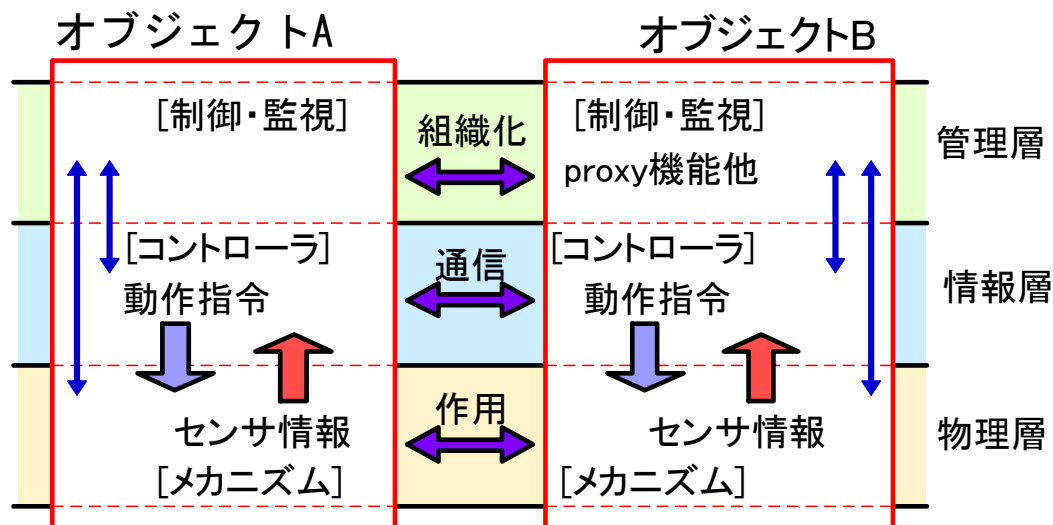 オブジェクトA
オブジェクトB
[制御・監視]
組織化
[制御・監視]
proxy機能他
管理層
[コントローラ]
動作指令
通信
[コントローラ]
動作指令
情報層
センサ情報
[メカニズム]
作用
センサ情報
[メカニズム]
物理層